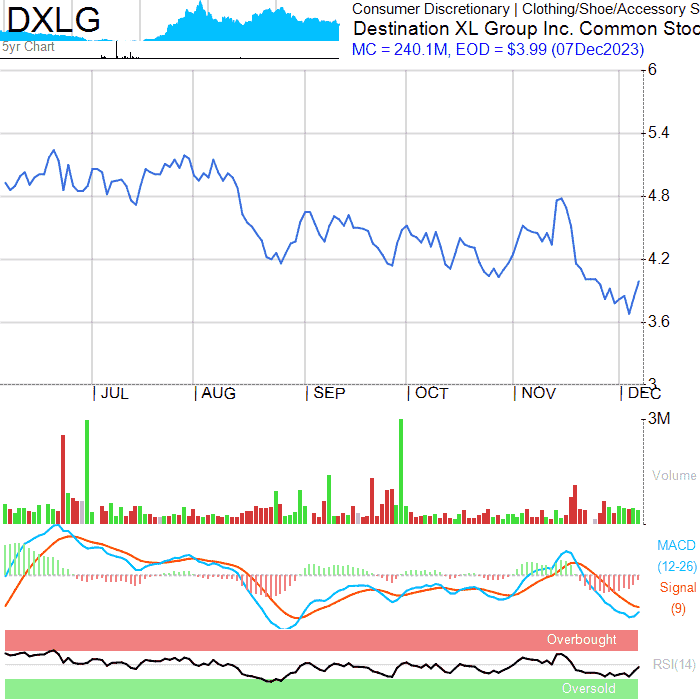 DXLG
5yr Chart
Consumer Discretionary | Clothing/Shoe/Accessory S
Destination XL Group Inc. Common Stoc
MC = 240.1M, EOD = $3.99 (07Dec2023)
6
5.4
4.8
4.2
3.6
3
JUL
AUG
SEP
OCT
NOV
DEC
3M
Volume
MACD
(12-26)
Signal
(9)
Overbought
RSI(14)
Oversold